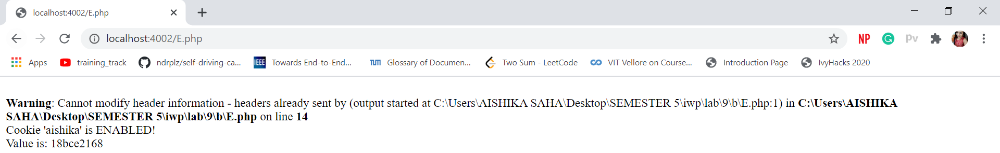 localhost:4002/E.php
localhost:4002/E.php
NP
G
pv
Apps
training_track
ndrplz/self-driving-ca...
IEEE
Towards End-to-End...
TUM
Glossary of Documen...
Two Sum - LeetCode
VIT Vellore on Course...
Introduction Page
IvyHacks 2020
Warning: Cannot modify header information - headers already sent by (output started at C:\Users\AISHIKA SAHA\Desktop\SEMESTER 5\iwp\lab\9\b\E.php:1) in C:\Users\AISHIKA
SAHA\Desktop\SEMESTER 5\iwp\lab\9\b\E.php on line 14
Cookie 'aishika' is ENABLED!
Value is: 18bce2168